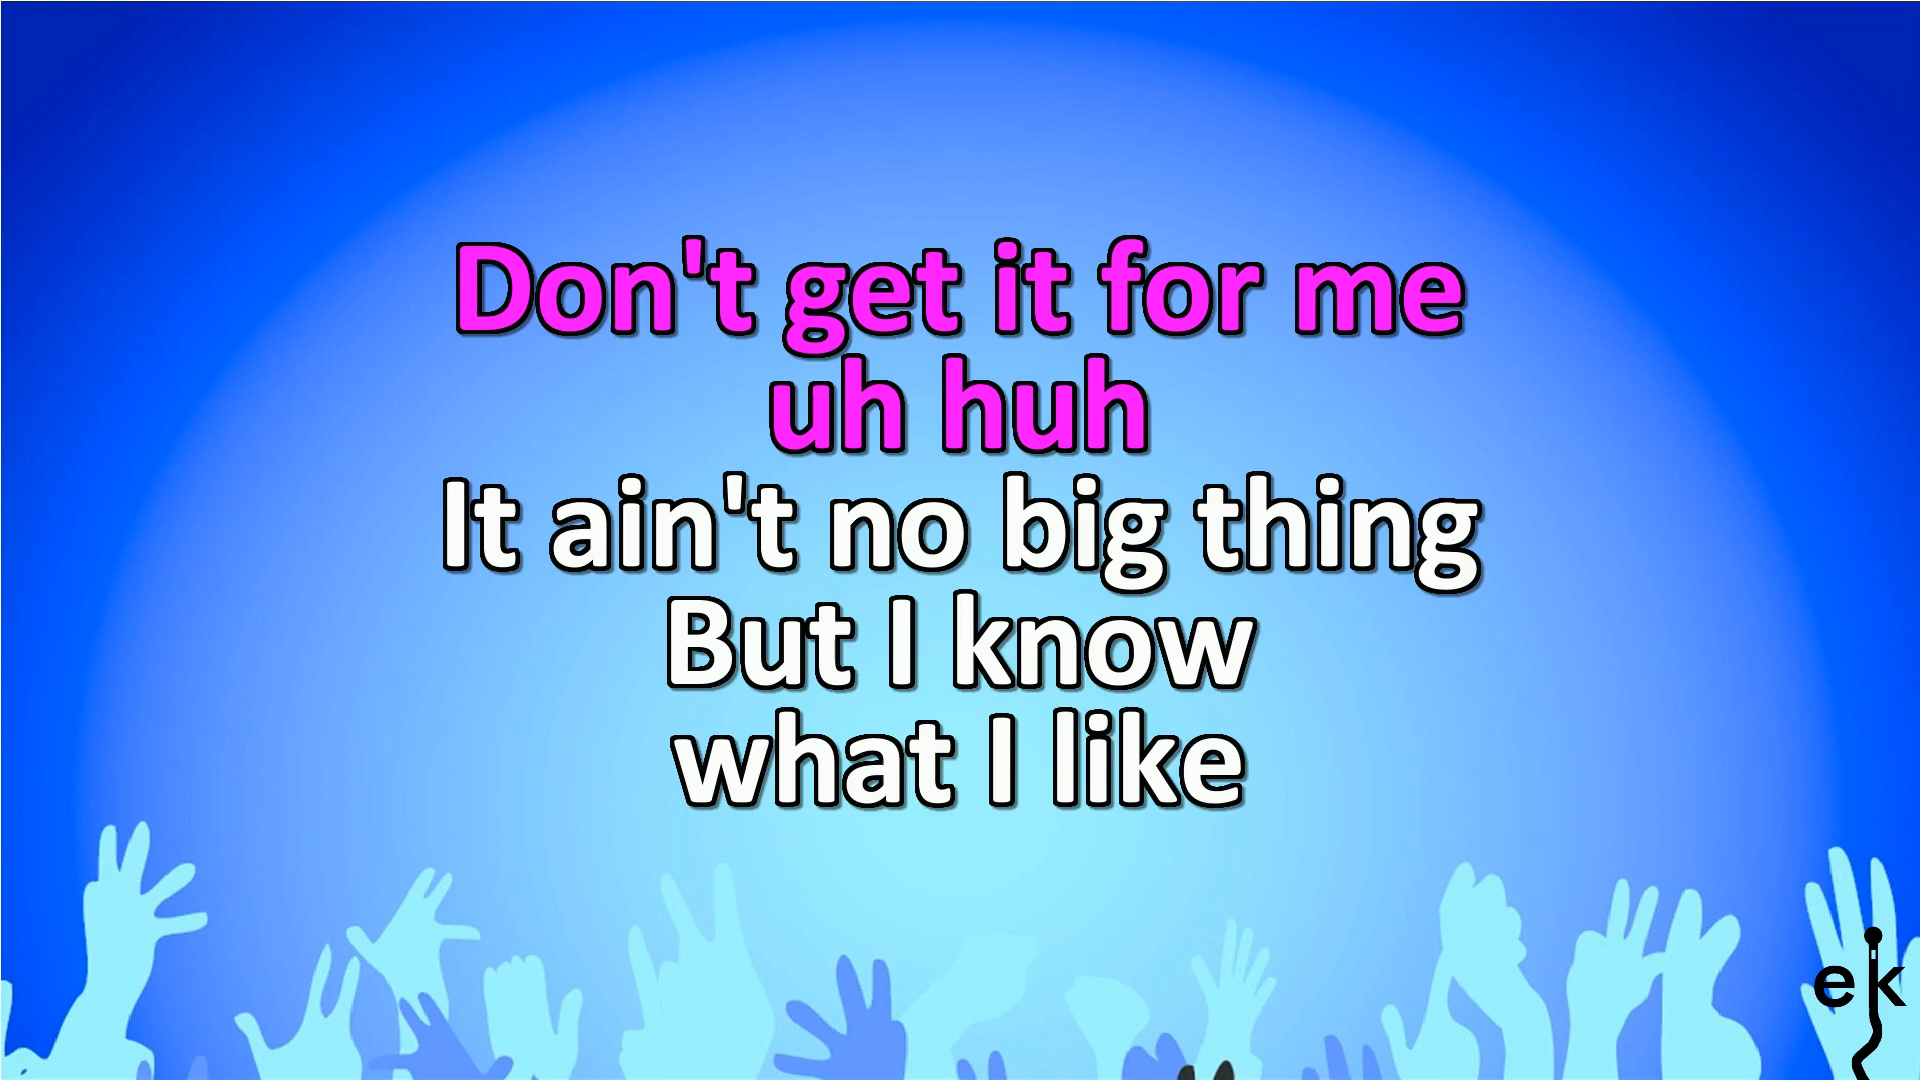 Don't get it for me
uh huh
It ain't no big thing
But I know
what I like
ek